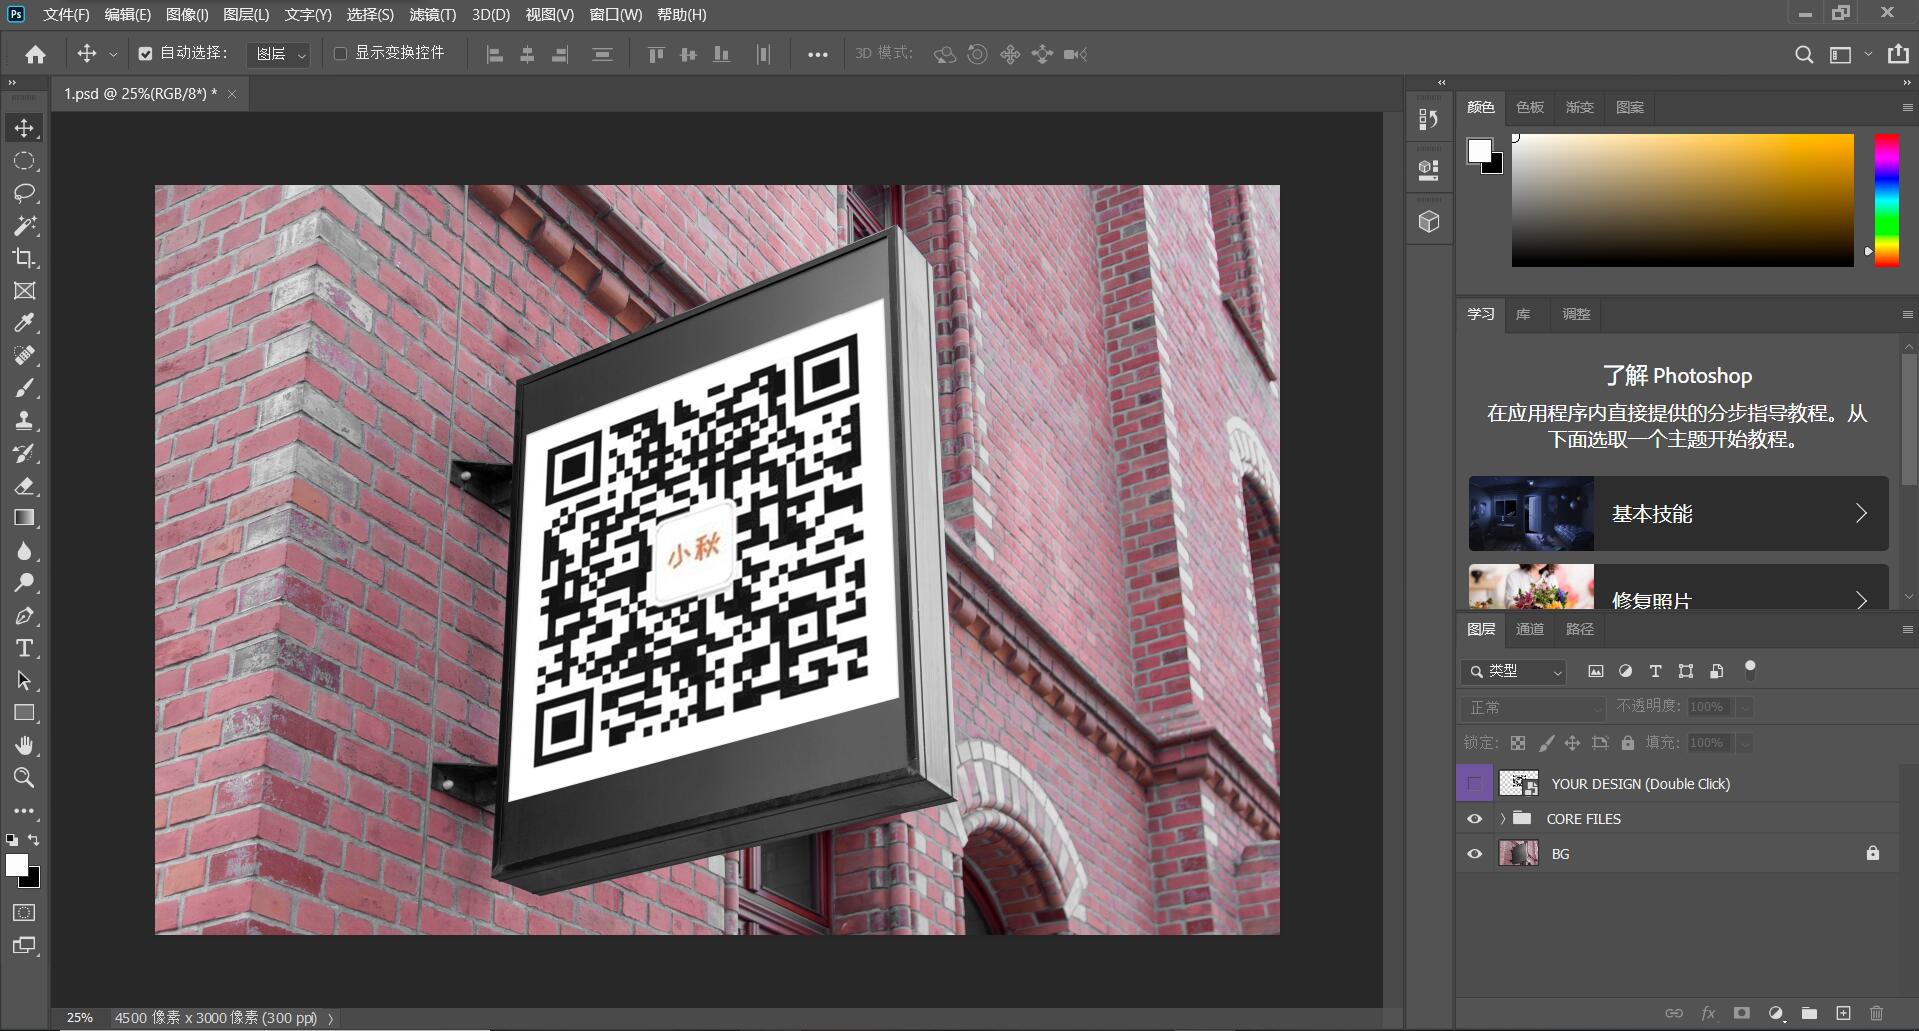 Ps 文件(F) 编辑(E) 图像(I) 图层(L) 文字(Y) 选择(S) 滤镜(T) 3D(D) 视图(V) 窗口(W) 帮助(H)
自动选择： 图层 显示变换控件 3D 模式：
1.psd @ 25%(RGB/8*) * ×
颜色 色板 渐变 图案
学习 库 调整
了解 Photoshop
在应用程序内直接提供的分步指导教程。从
下面选取一个主题开始教程。
基本技能
修复照片
小秋
图层 通道 路径
类型
正常 不透明度: 100%
锁定: 填充: 100%
YOUR DESIGN (Double Click)
CORE FILES
BG
25% 4500 像素 x 3000 像素 (300 ppi)